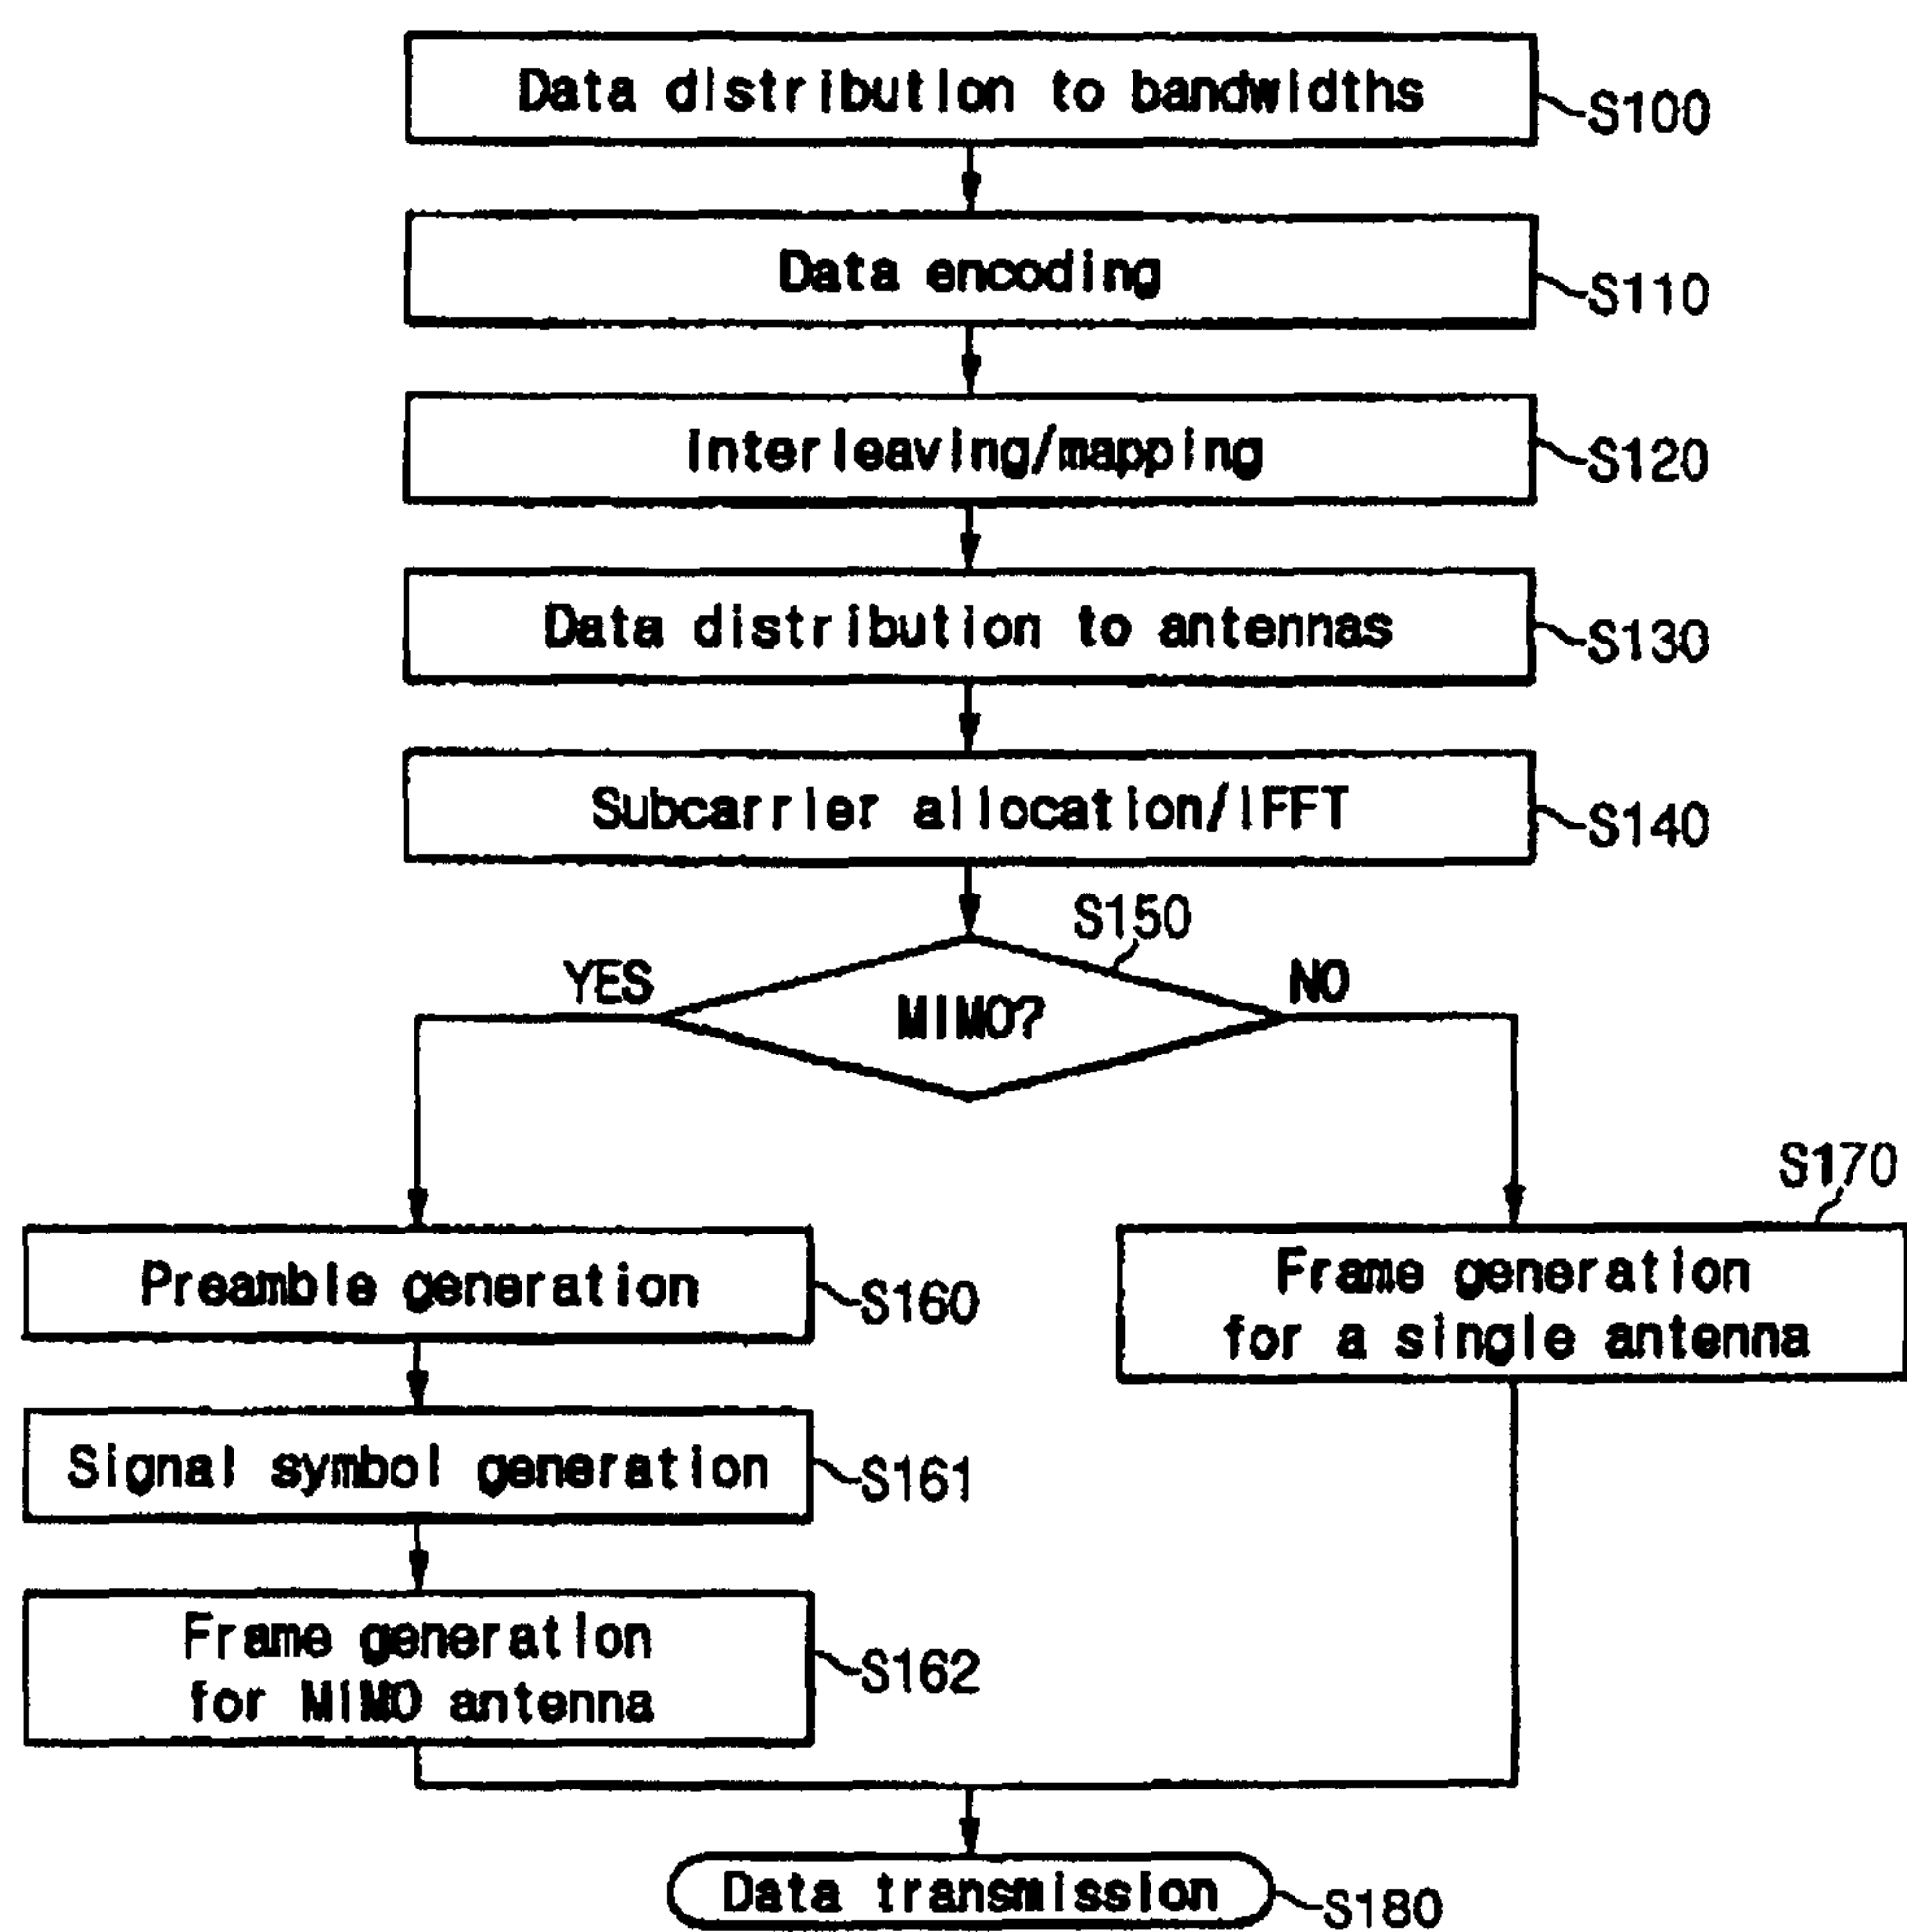 Data distribution to bandwidths
S100
Data encoding
S110
Interleaving/mapping
S120
Data distribution to antennas
S130
Subcarrier allocation/IFFT
S140
S150
YES
MIMO?
NO
S170
Preamble generation
S160
Frame generation
for a single antenna
Signal symbol generation
S161
Frame generation
for MIMO antenna
S162
Data transmission
S180